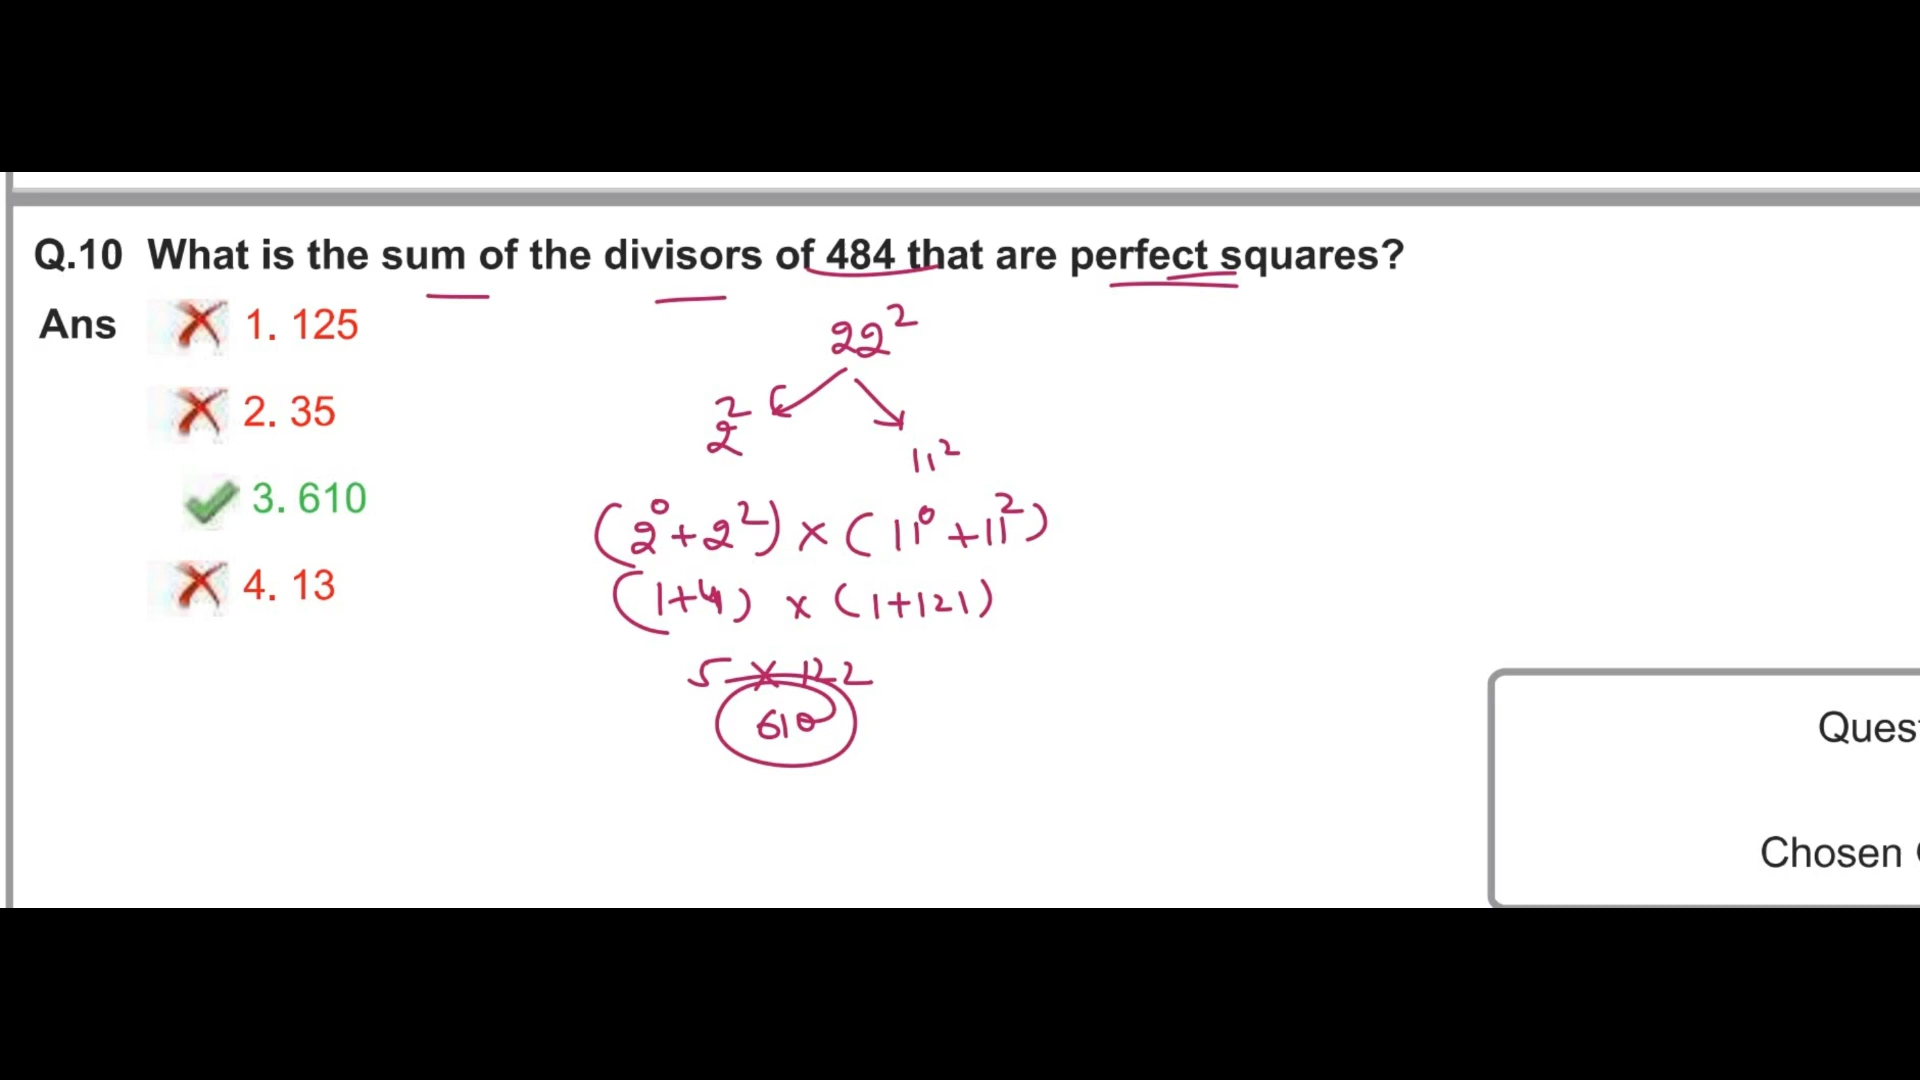 Q.10 What is the sum of the divisors of 484 that are perfect squares?
Ans 1. 125
2. 35
3. 610
4. 13
22²
2² 11²
(2⁰+2²) × (11⁰+11²)
(1+4) × (1+121)
5 × 122
610
Ques
Chosen